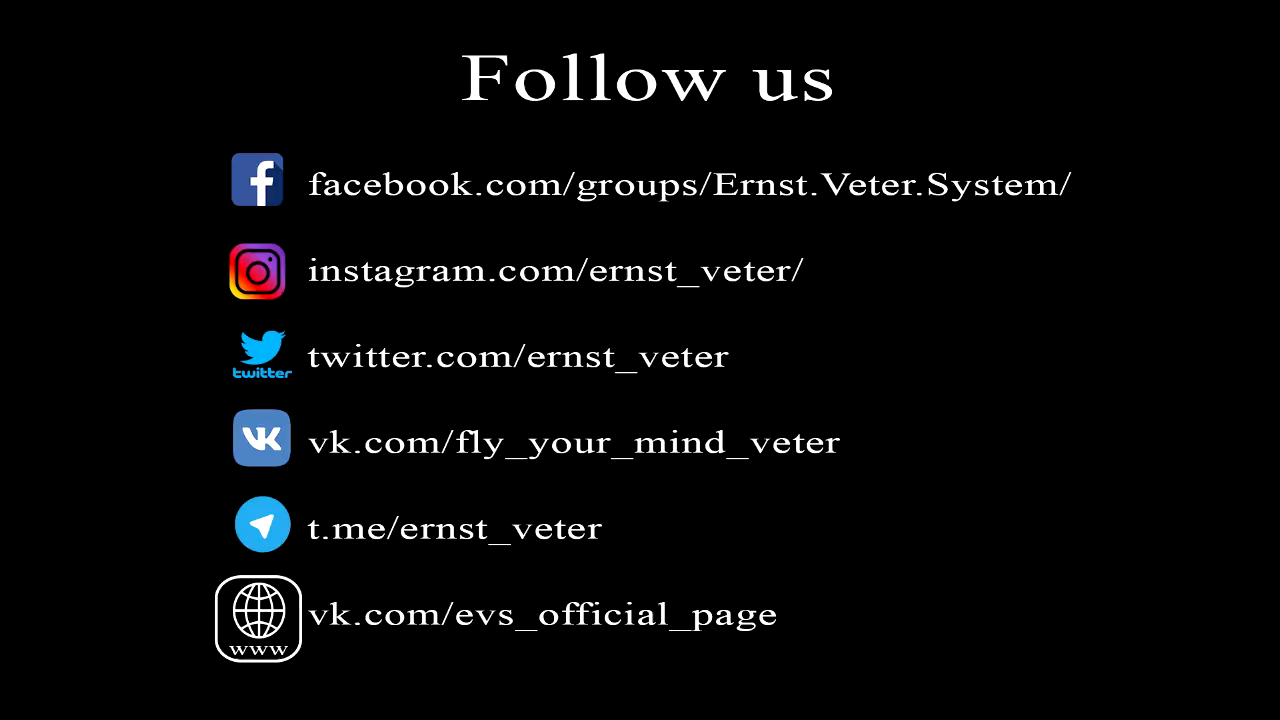 Follow us
facebook.com/groups/Ernst.Veter.System/
instagram.com/ernst_veter/
twitter.com/ernst_veter
twitter
vk.com/fly_your_mind_veter
t.me/ernst_veter
vk.com/evs_official_page
www